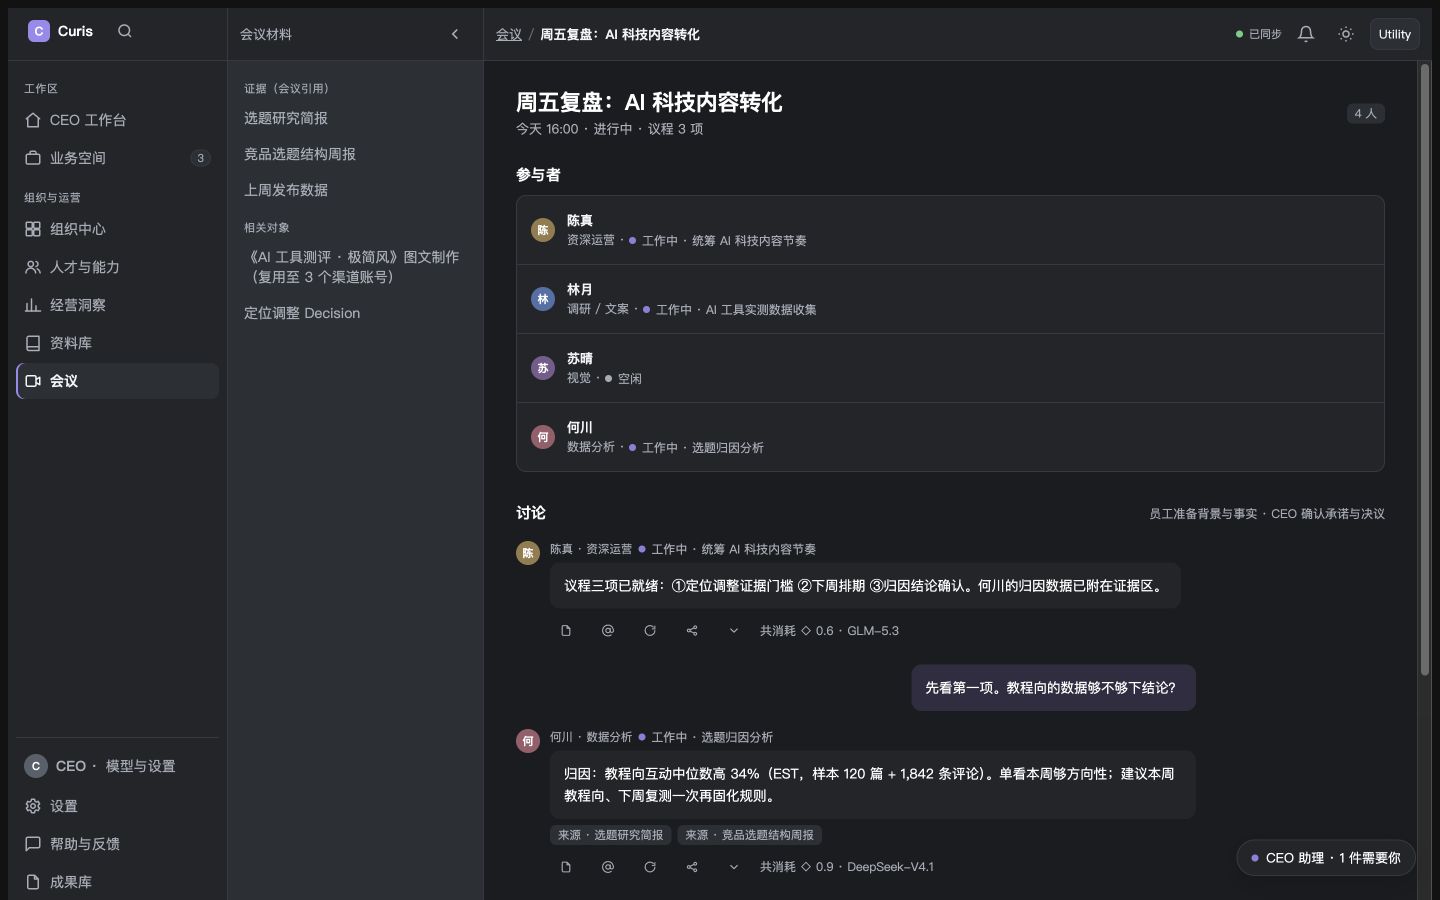 C Curis
工作区
CEO 工作台
业务空间 3
组织与运营
组织中心
人才与能力
经营洞察
资料库
会议
C CEO · 模型与设置
设置
帮助与反馈
成果库
会议材料
证据（会议引用）
选题研究简报
竞品选题结构周报
上周发布数据
相关对象
《AI 工具测评 · 极简风》图文制作
（复用至 3 个渠道账号）
定位调整 Decision
会议 / 周五复盘：AI 科技内容转化
已同步
Utility
周五复盘：AI 科技内容转化
今天 16:00 · 进行中 · 议程 3 项
4 人
参与者
陈 陈真
资深运营 · 工作中 · 统筹 AI 科技内容节奏
林 林月
调研 / 文案 · 工作中 · AI 工具实测数据收集
苏 苏晴
视觉 · 空闲
何 何川
数据分析 · 工作中 · 选题归因分析
讨论
员工准备背景与事实 · CEO 确认承诺与决议
陈 陈真 · 资深运营 工作中 · 统筹 AI 科技内容节奏
议程三项已就绪：①定位调整证据门槛 ②下周排期 ③归因结论确认。何川的归因数据已附在证据区。
共消耗 ◇ 0.6 · GLM-5.3
先看第一项。教程向的数据够不够下结论？
何 何川 · 数据分析 工作中 · 选题归因分析
归因：教程向互动中位数高 34%（EST，样本 120 篇 + 1,842 条评论）。单看本周够方向性；建议本周
教程向、下周复测一次再固化规则。
来源 · 选题研究简报 来源 · 竞品选题结构周报
共消耗 ◇ 0.9 · DeepSeek-V4.1
CEO 助理 · 1 件需要你